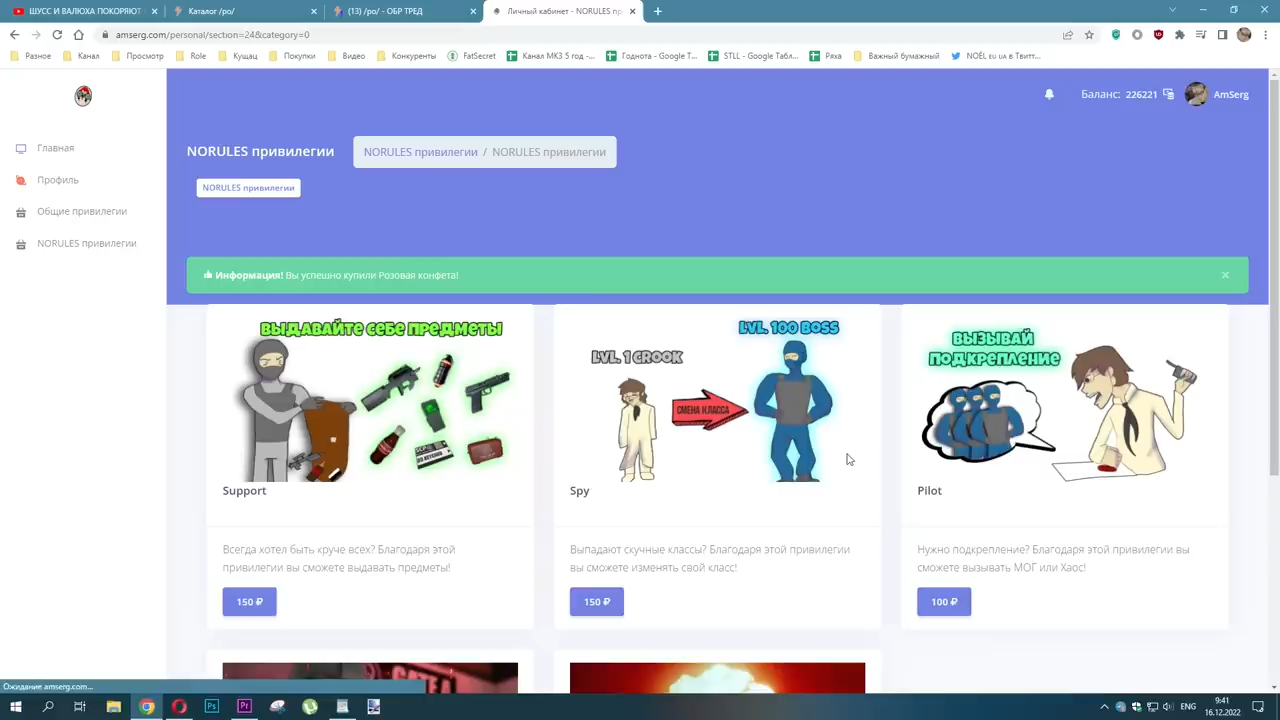 ШУСС И ВАЛЮХА ПОКОРЯЮТ
Каталог /po/
(13) /po/ - ОБР ТРЕД
Личный кабинет - NORULES пр
amserg.com/personal/section=24&category=0
Разное
Канал
Просмотр
Role
Кущац
Покупки
Видео
Конкуренты
FatSecret
Канал МК3 5 год -...
Годнота - Google Т...
STLL - Google Табл...
Ряха
Важный бумажный
NOËL EU UA в Твитт...
Баланс: 226221
AmSerg
Главная
Профиль
Общие привилегии
NORULES привилегии
NORULES привилегии
NORULES привилегии / NORULES привилегии
NORULES привилегии
Информация! Вы успешно купили Розовая конфета!
ВЫДАВАЙТЕ СЕБЕ ПРЕДМЕТЫ
Support
Всегда хотел быть круче всех? Благодаря этой
привилегии вы сможете выдавать предметы!
150 ₽
LVL. 1 CROOK
СМЕНА КЛАССА
LVL. 100 BOSS
Spy
Выпадают скучные классы? Благодаря этой привилегии
вы сможете изменять свой класс!
150 ₽
ВЫЗЫВАЙ
ПОДКРЕПЛЕНИЕ
Pilot
Нужно подкрепление? Благодаря этой привилегии вы
сможете вызывать МОГ или Хаос!
100 ₽
Ожидание amserg.com...
ENG
9:41
16.12.2022